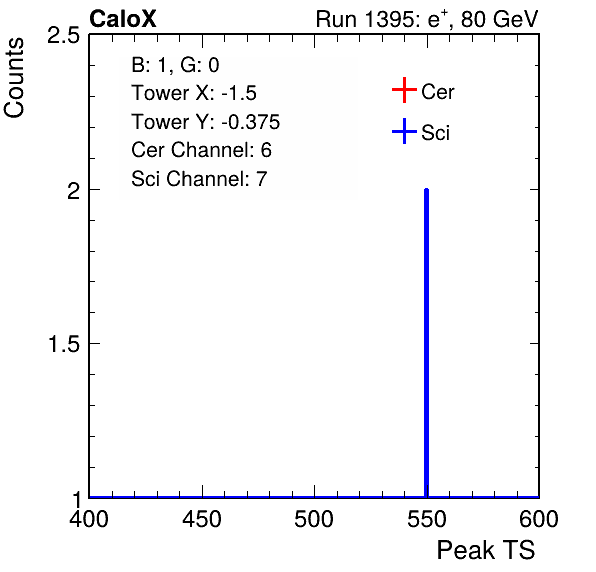 CaloX Run 1395: e⁺, 80 GeV
Counts
2.5
2
1.5
1
B: 1, G: 0
Tower X: -1.5
Tower Y: -0.375
Cer Channel: 6
Sci Channel: 7
Cer
Sci
400 450 500 550 600
Peak TS